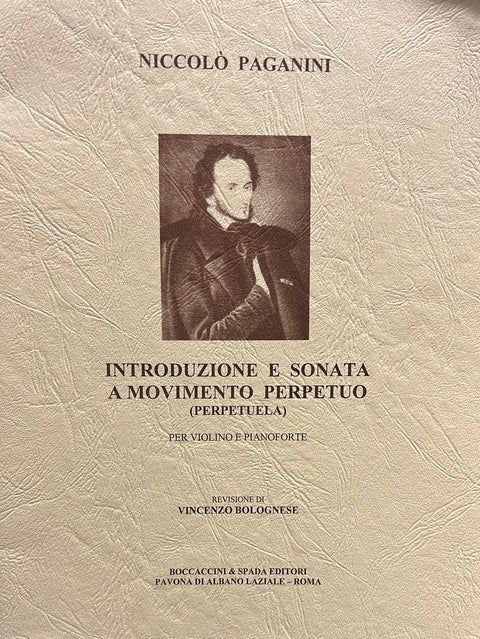 NICCOLÒ PAGANINI
INTRODUZIONE E SONATA
A MOVIMENTO PERPETUO
(PERPETUELA)
PER VIOLINO E PIANOFORTE
REVISIONE DI
VINCENZO BOLOGNESE
BOCCACCINI & SPADA EDITORI
PAVONA DI ALBANO LAZIALE – ROMA